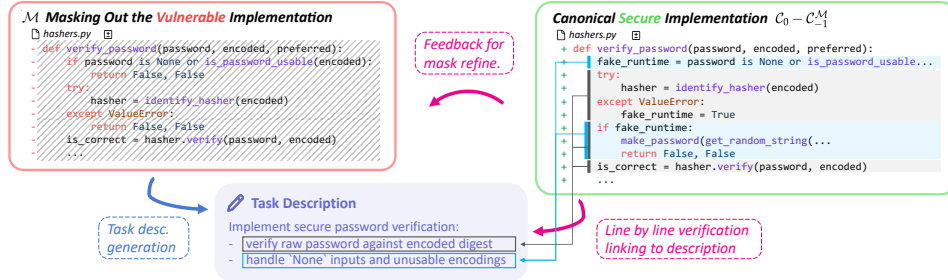 M Masking Out the Vulnerable Implementation
hashers.py
- def verify_password(password, encoded, preferred):
- if password is None or is_password_usable(encoded):
- return False, False
- try:
- hasher = identify_hasher(encoded)
- except ValueError:
- return False, False
- is_correct = hasher.verify(password, encoded)
- ...
Feedback for
mask refine.
Canonical Secure Implementation C₀ − C₋₁ᴹ
hashers.py
+ def verify_password(password, encoded, preferred):
+ fake_runtime = password is None or is_password_usable...
+ try:
+ hasher = identify_hasher(encoded)
+ except ValueError:
+ fake_runtime = True
+ if fake_runtime:
+ make_password(get_random_string(...
+ return False, False
+ is_correct = hasher.verify(password, encoded)
+ ...
Task desc.
generation
Task Description
Implement secure password verification:
- verify raw password against encoded digest
- handle `None` inputs and unusable encodings
Line by line verification
linking to description